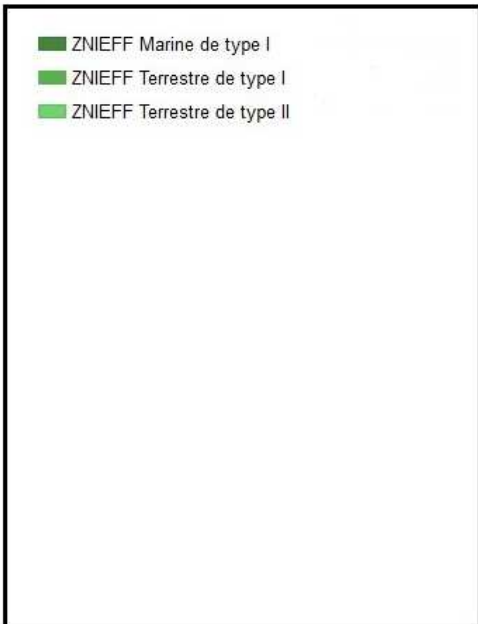 ZNIEFF Marine de type I
ZNIEFF Terrestre de type I
ZNIEFF Terrestre de type II